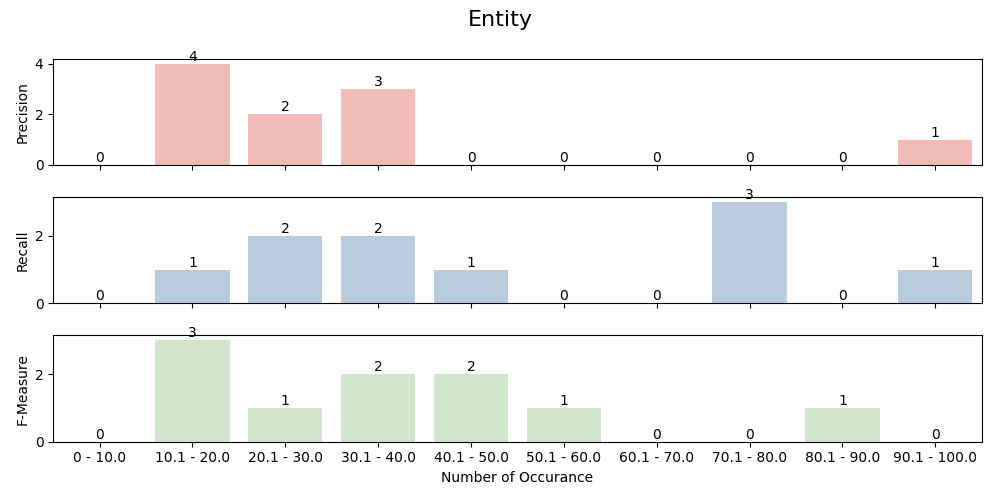 Entity
Precision
4
2
0
0 4 2 3 0 0 0 0 0 1
Recall
2
0
0 1 2 2 1 0 0 3 0 1
F-Measure
2
0
0 3 1 2 2 1 0 0 1 0
0 - 10.0 10.1 - 20.0 20.1 - 30.0 30.1 - 40.0 40.1 - 50.0 50.1 - 60.0 60.1 - 70.0 70.1 - 80.0 80.1 - 90.0 90.1 - 100.0
Number of Occurance